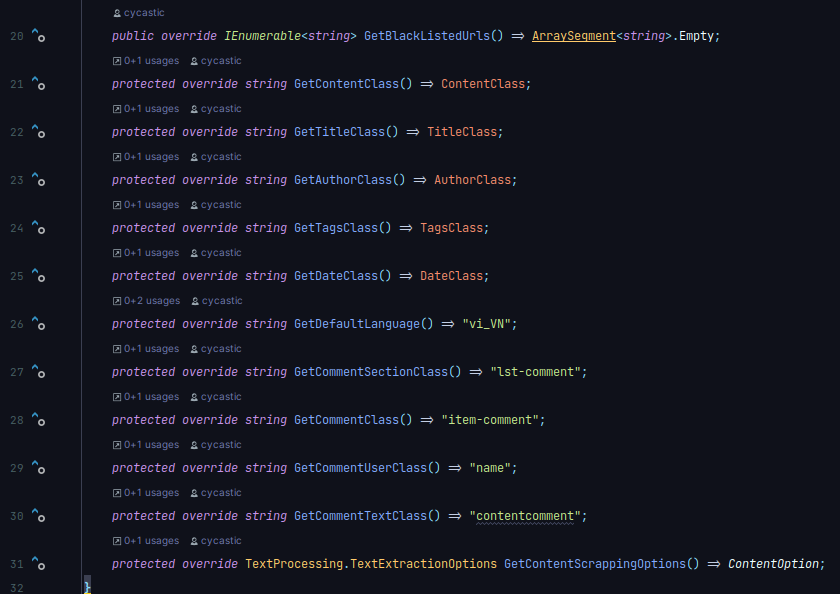 cycastic
20 public override IEnumerable<string> GetBlackListedUrls() => ArraySegment<string>.Empty;
0+1 usages cycastic
21 protected override string GetContentClass() => ContentClass;
0+1 usages cycastic
22 protected override string GetTitleClass() => TitleClass;
0+1 usages cycastic
23 protected override string GetAuthorClass() => AuthorClass;
0+1 usages cycastic
24 protected override string GetTagsClass() => TagsClass;
0+1 usages cycastic
25 protected override string GetDateClass() => DateClass;
0+2 usages cycastic
26 protected override string GetDefaultLanguage() => "vi_VN";
0+1 usages cycastic
27 protected override string GetCommentSectionClass() => "lst-comment";
0+1 usages cycastic
28 protected override string GetCommentClass() => "item-comment";
0+1 usages cycastic
29 protected override string GetCommentUserClass() => "name";
0+1 usages cycastic
30 protected override string GetCommentTextClass() => "contentcomment";
0+1 usages cycastic
31 protected override TextProcessing.TextExtractionOptions GetContentScrappingOptions() => ContentOption;
32 }